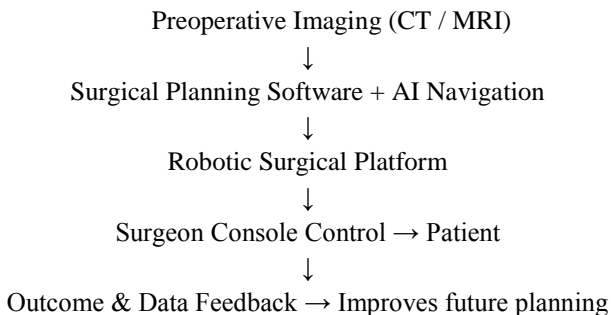 Preoperative Imaging (CT / MRI)
↓
Surgical Planning Software + AI Navigation
↓
Robotic Surgical Platform
↓
Surgeon Console Control → Patient
↓
Outcome & Data Feedback → Improves future planning